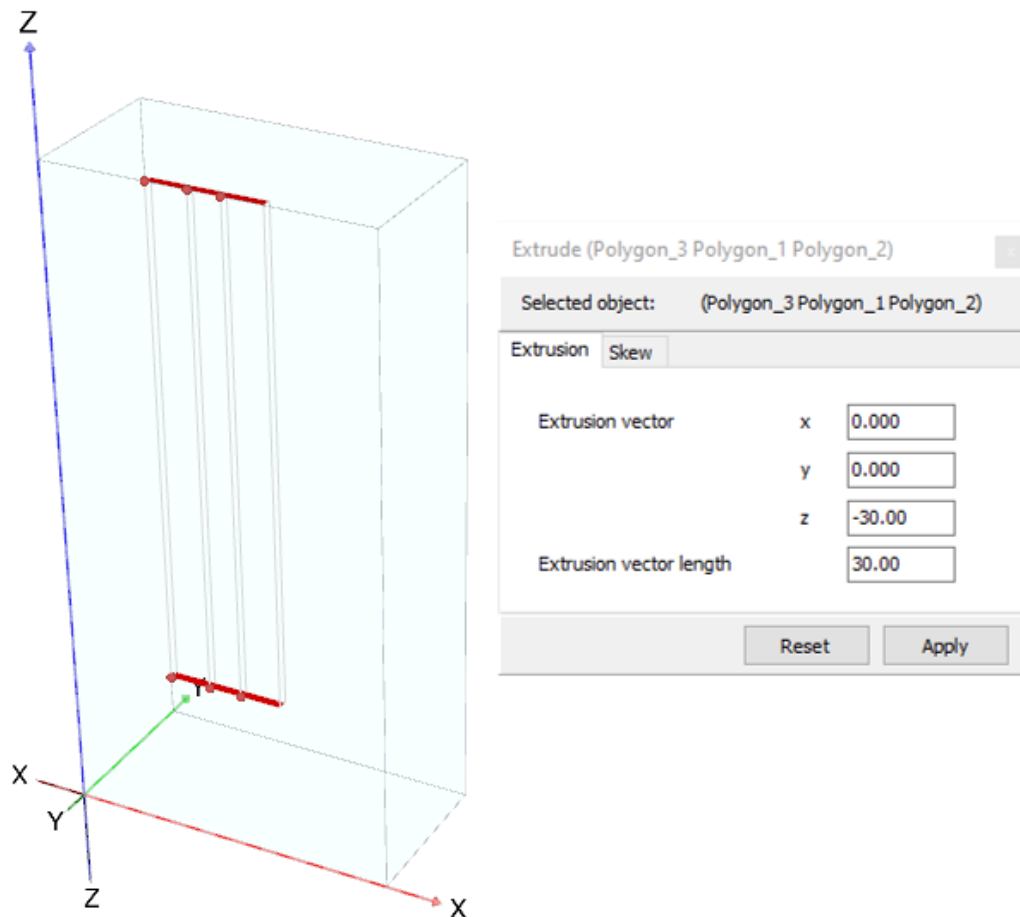 Z
X
Y
Z
X
Y
Extrude (Polygon_3 Polygon_1 Polygon_2)
x
Selected object: (Polygon_3 Polygon_1 Polygon_2)
Extrusion Skew
Extrusion vector x 0.000
y 0.000
z -30.00
Extrusion vector length 30.00
Reset Apply